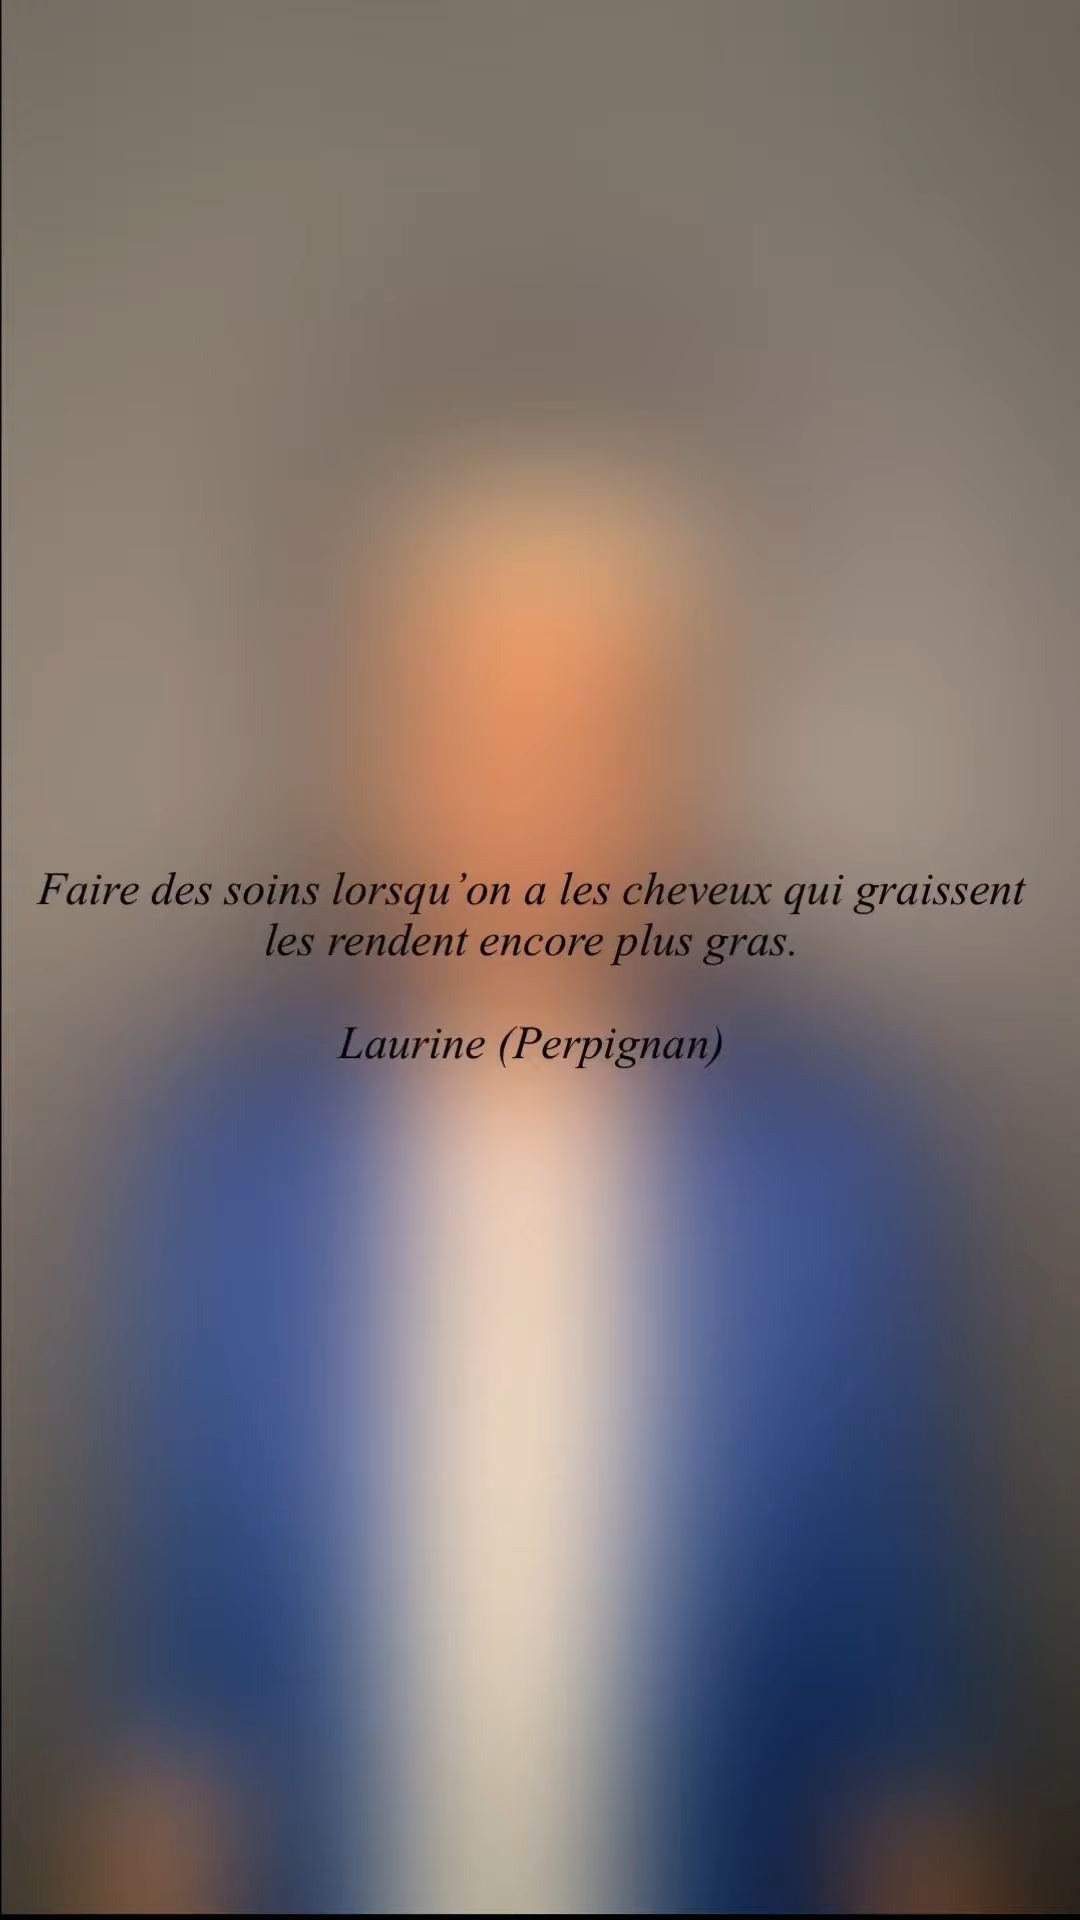 Faire des soins lorsqu’on a les cheveux qui graissent
les rendent encore plus gras.
Laurine (Perpignan)